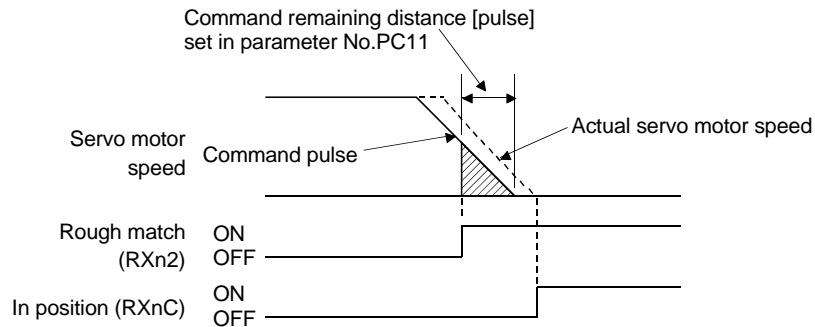 Command remaining distance [pulse]
set in parameter No.PC11
Servo motor
speed
Command pulse
Actual servo motor speed
Rough match
(RXn2)
ON
OFF
In position (RXnC)
ON
OFF